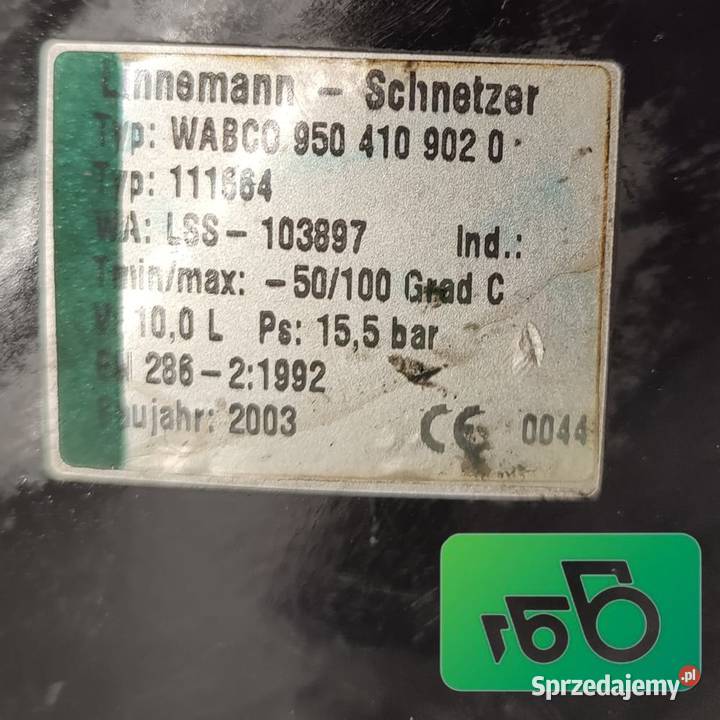 Linnemann - Schnetzer
Typ: WABCO 950 410 902 0
Typ: 111664
WA: LSS - 103897 Ind.:
Tmin/max: -50/100 Grad C
V: 10,0 L Ps: 15,5 bar
EN 286-2:1992
Baujahr: 2003 CE 0044
Sprzedajemy.pl